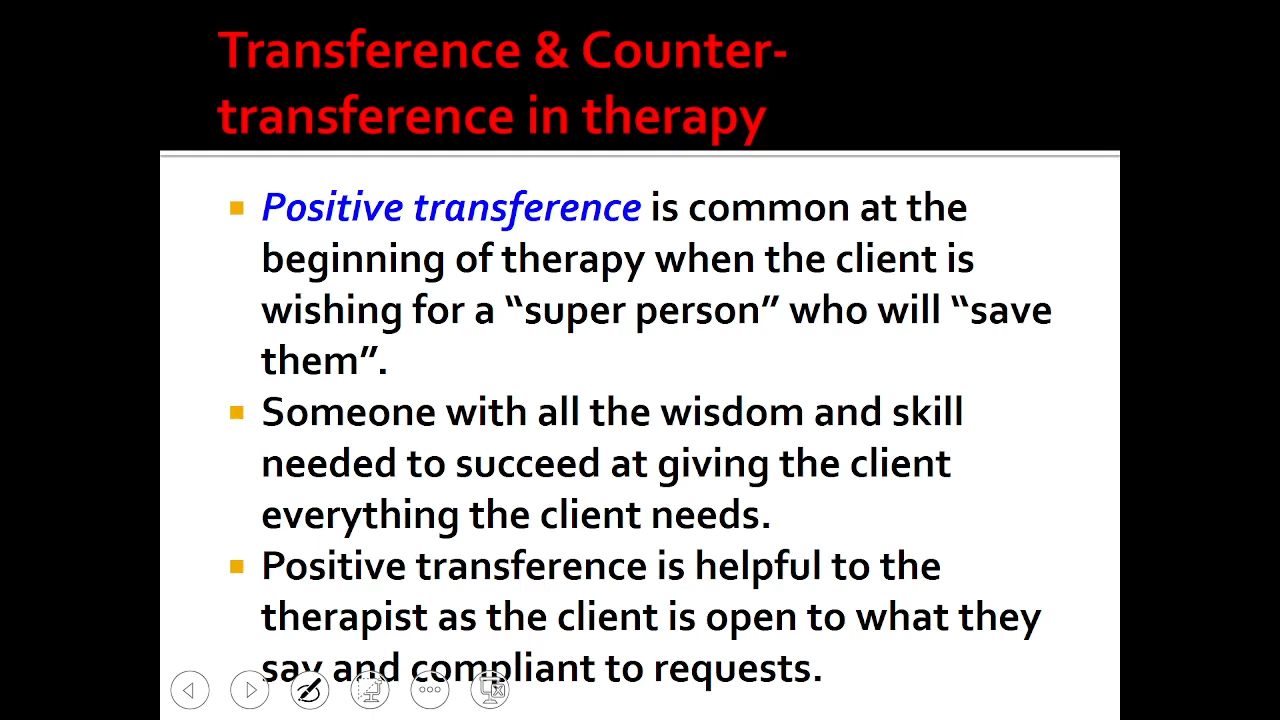 Transference & Counter-
transference in therapy
Positive transference is common at the
beginning of therapy when the client is
wishing for a “super person” who will “save
them”.
Someone with all the wisdom and skill
needed to succeed at giving the client
everything the client needs.
Positive transference is helpful to the
therapist as the client is open to what they
say and compliant to requests.